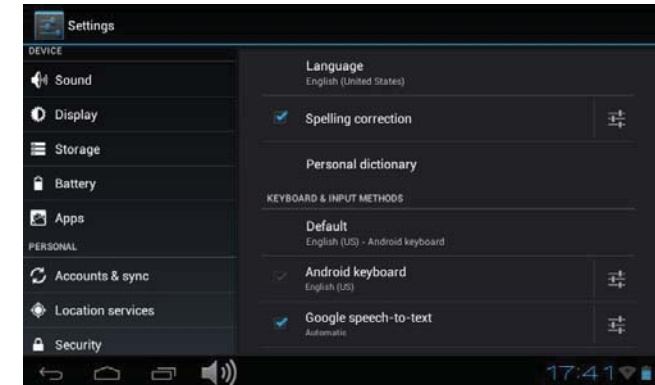 Settings
DEVICE
Sound
Display
Storage
Battery
Apps
PERSONAL
Accounts & sync
Location services
Security
Language
English (United States)
Spelling correction
Personal dictionary
KEYBOARD & INPUT METHODS
Default
English (US) - Android keyboard
Android keyboard
English (US)
Google speech-to-text
Automatic
17:41